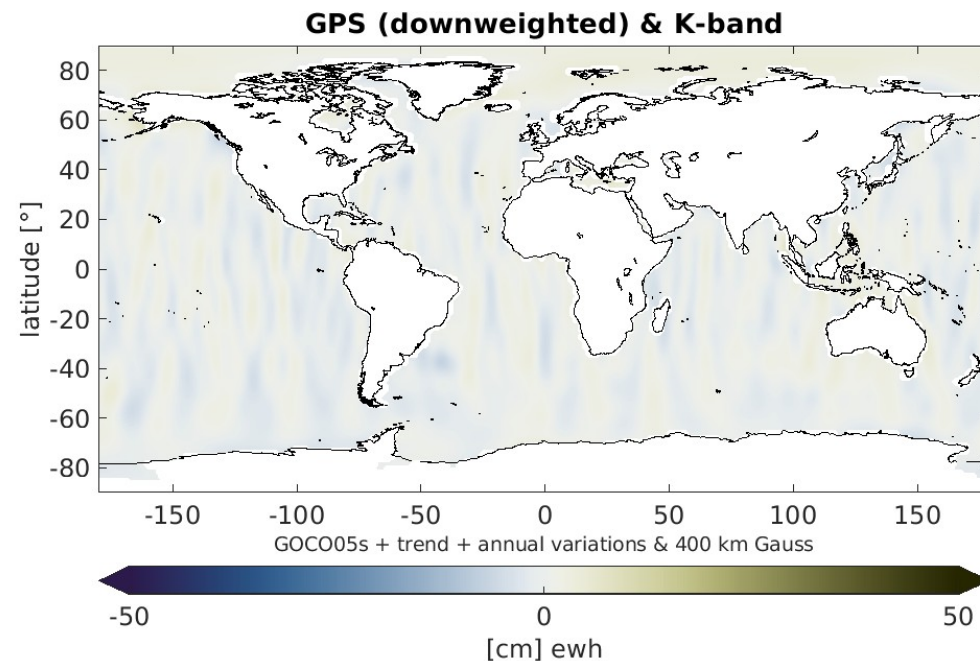 GPS (downweighted) & K-band
80
60
40
20
0
-20
-40
-60
-80
latitude [°]
-150 -100 -50 0 50 100 150
GOCO05s + trend + annual variations & 400 km Gauss
-50 0 50
[cm] ewh